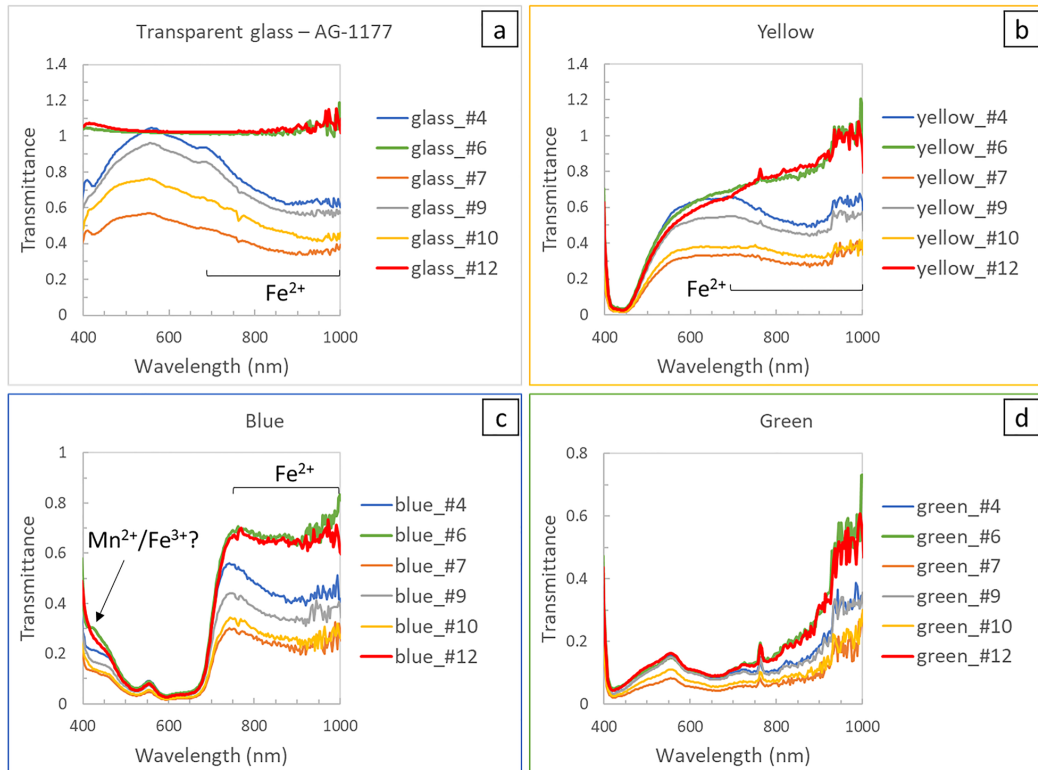 Transparent glass – AG-1177
a
Transmittance
1.4
1.2
1
0.8
0.6
0.4
0.2
0
400
600
800
1000
Wavelength (nm)
Fe²⁺
glass_#4
glass_#6
glass_#7
glass_#9
glass_#10
glass_#12
Yellow
b
Transmittance
1.4
1.2
1
0.8
0.6
0.4
0.2
0
400
600
800
1000
Wavelength (nm)
Fe²⁺
yellow_#4
yellow_#6
yellow_#7
yellow_#9
yellow_#10
yellow_#12
Blue
c
Transmittance
1
0.8
0.6
0.4
0.2
0
400
600
800
1000
Wavelength (nm)
Fe²⁺
Mn²⁺/Fe³⁺?
blue_#4
blue_#6
blue_#7
blue_#9
blue_#10
blue_#12
Green
d
Transmittance
0.8
0.6
0.4
0.2
0
400
600
800
1000
Wavelength (nm)
green_#4
green_#6
green_#7
green_#9
green_#10
green_#12